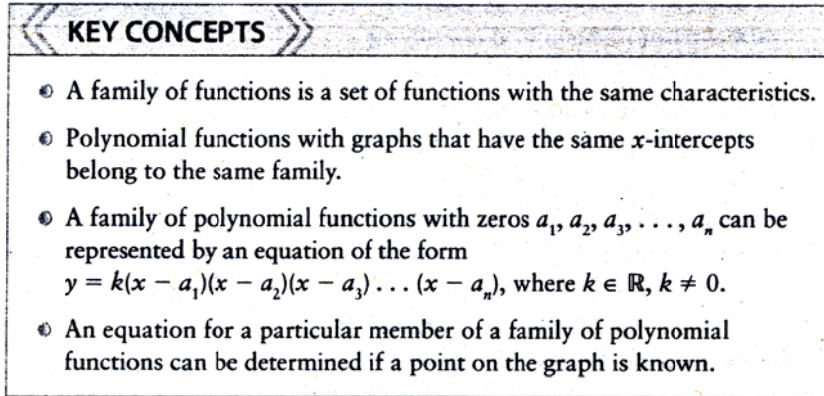 KEY CONCEPTS
A family of functions is a set of functions with the same characteristics.
Polynomial functions with graphs that have the same x-intercepts
belong to the same family.
A family of polynomial functions with zeros a₁, a₂, a₃, . . . , aₙ can be
represented by an equation of the form
y = k(x − a₁)(x − a₂)(x − a₃) . . . (x − aₙ), where k ∈ ℝ, k ≠ 0.
An equation for a particular member of a family of polynomial
functions can be determined if a point on the graph is known.